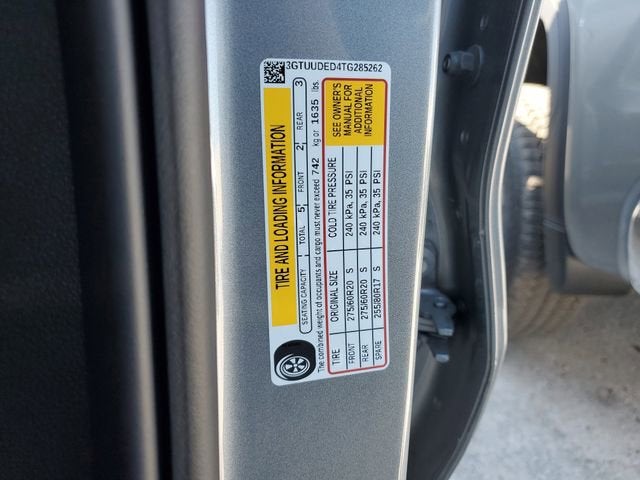 3GTUUDED4TG285262
TIRE AND LOADING INFORMATION
SEATING CAPACITY TOTAL 5 FRONT 2 REAR 3
The combined weight of occupants and cargo must never exceed 742 kg or 1635 lbs.
TIRE ORIGINAL SIZE COLD TIRE PRESSURE
FRONT 275/60R20 S 240 kPa, 35 PSI
REAR 275/60R20 S 240 kPa, 35 PSI
SPARE 255/80R17 S 240 kPa, 35 PSI
SEE OWNER'S
MANUAL FOR
ADDITIONAL
INFORMATION